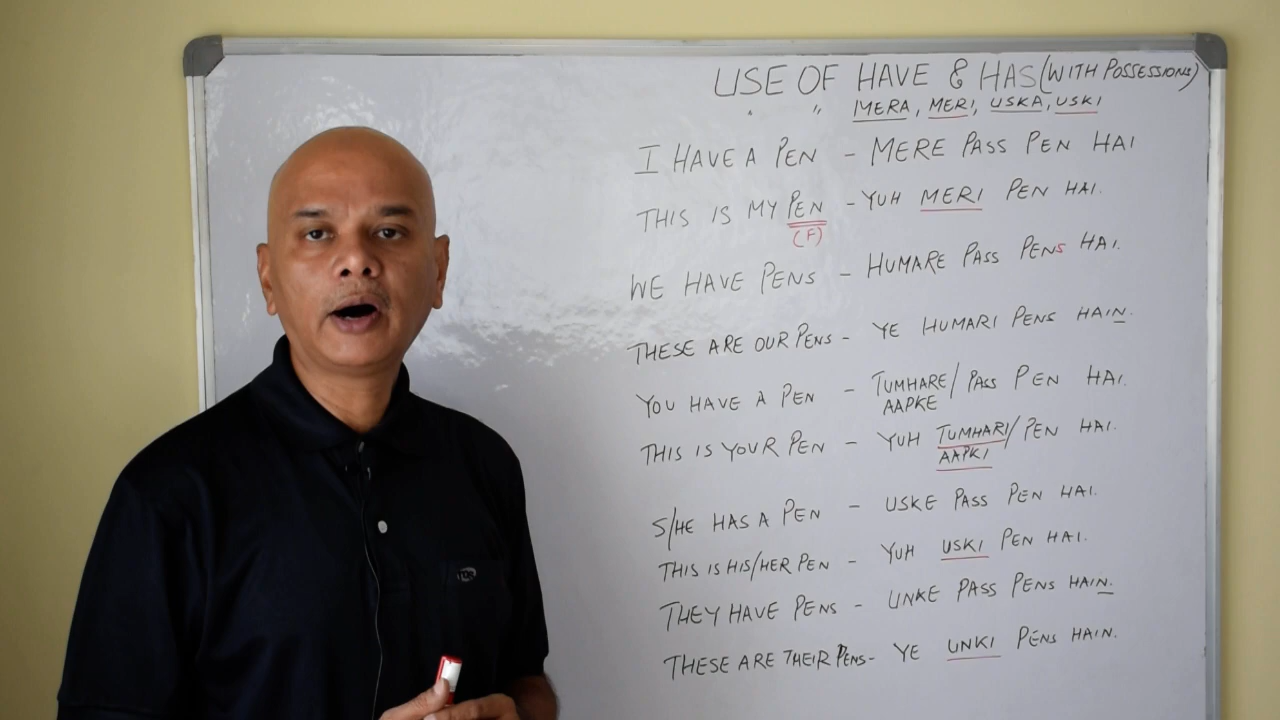 USE OF HAVE & HAS (WITH POSSESSIONS)
" " MERA, MERI, USKA, USKI
I HAVE A PEN - MERE PASS PEN HAI
THIS IS MY PEN - YUH MERI PEN HAI.
(F)
WE HAVE PENS - HUMARE PASS PENS HAI.
THESE ARE OUR PENS - YE HUMARI PENS HAIN.
YOU HAVE A PEN - TUMHARE/ PASS PEN HAI.
AAPKE
THIS IS YOUR PEN - YUH TUMHARI/ PEN HAI.
AAPKI
S/HE HAS A PEN - USKE PASS PEN HAI.
THIS IS HIS/HER PEN - YUH USKI PEN HAI.
THEY HAVE PENS - UNKE PASS PENS HAIN.
THESE ARE THEIR PENS- YE UNKI PENS HAIN.